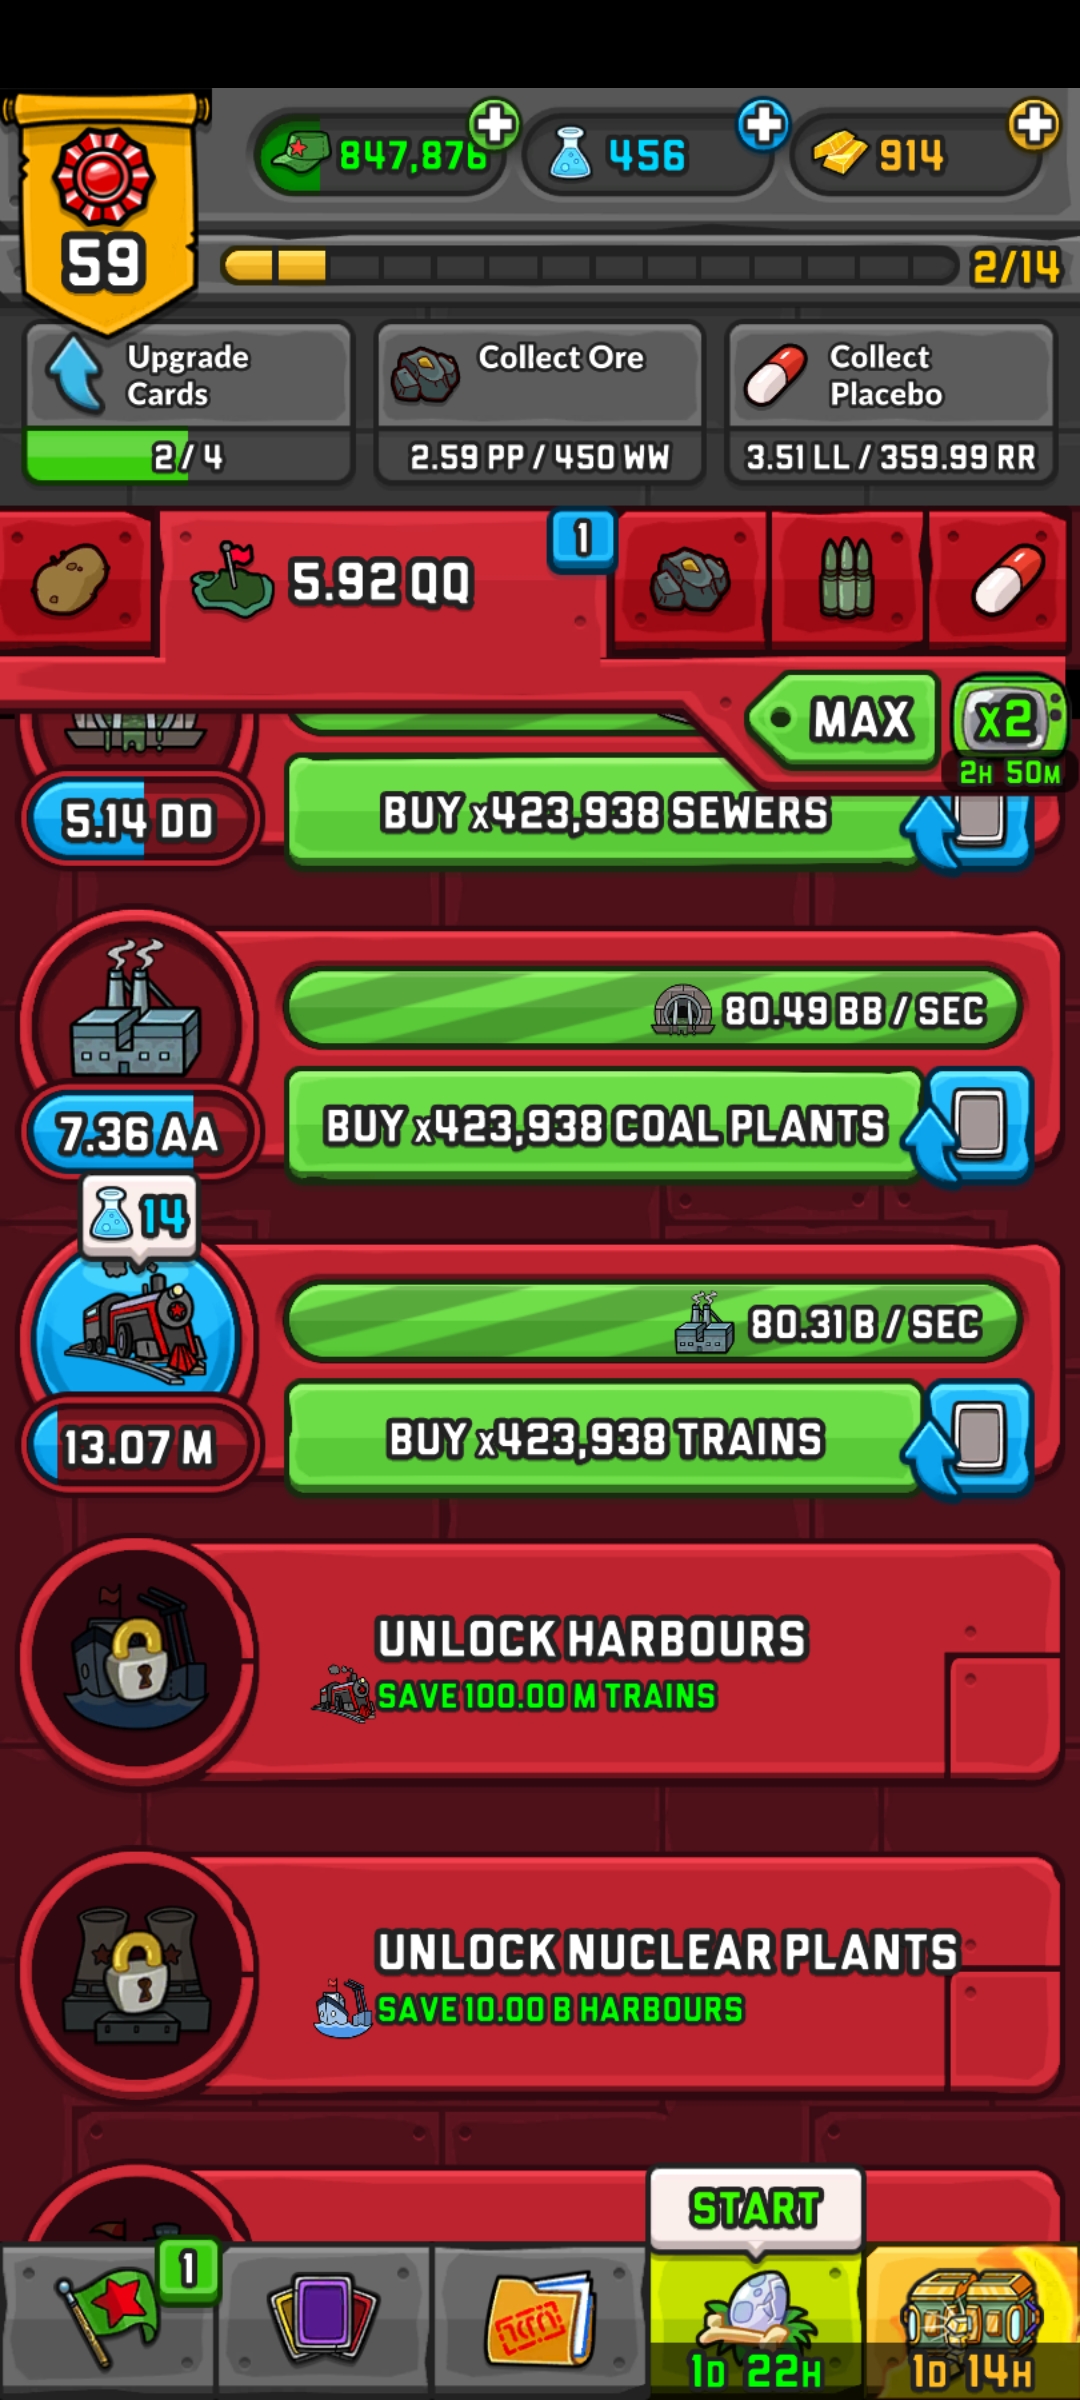 59
847,876
456
914
2/14
Upgrade
Cards
2/4
Collect Ore
2.59 PP / 450 WW
Collect
Placebo
3.51 LL / 359.99 RR
5.92 QQ
1
MAX
x2
2H 50M
5.14 DD
BUY x423,938 SEWERS
80.49 BB / SEC
7.36 AA
BUY x423,938 COAL PLANTS
14
80.31 B / SEC
13.07 M
BUY x423,938 TRAINS
UNLOCK HARBOURS
SAVE 100.00 M TRAINS
UNLOCK NUCLEAR PLANTS
SAVE 10.00 B HARBOURS
START
1
1D 22H
1D 14H